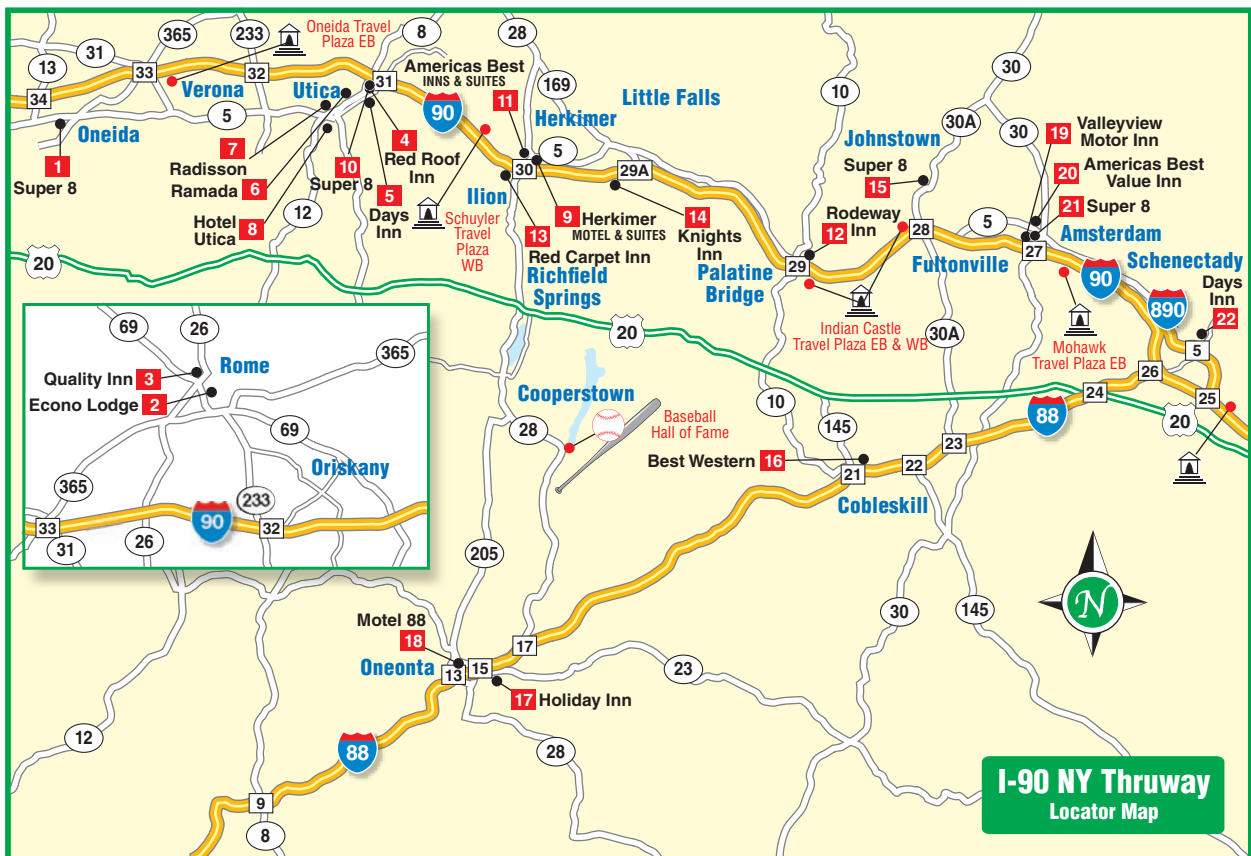 8
28
365
233
Oneida Travel
Plaza EB
31
13
33
32
31
34
Verona
Utica
Americas Best
INNS & SUITES
11
90
169
Little Falls
Herkimer
10
30
30A
30
Johnstown
19 Valleyview
Motor Inn
20 Americas Best
Value Inn
21 Super 8
5
Oneida
1
Super 8
7
Radisson
Ramada 6
Hotel
Utica 8
10
Super 8
4
Red Roof
Inn
5
Days
Inn
12
Schuyler
Travel
Plaza
WB
Ilion
30
5
29A
9 Herkimer
MOTEL & SUITES
13
Red Carpet Inn
14
Knights
Inn
Super 8
15
Rodeway
Inn
12
28
5
27
Amsterdam
Fultonville
Palatine
Bridge
29
Richfield
Springs
Schenectady
90
890
Days
Inn
22
20
20
Indian Castle
Travel Plaza EB & WB
30A
Mohawk
Travel Plaza EB
5
26
24
25
20
69
26
365
Rome
Quality Inn 3
Econo Lodge 2
69
Oriskany
365
233
90
33
32
31
26
Cooperstown
28
Baseball
Hall of Fame
10
145
88
23
22
21
Best Western 16
Cobleskill
205
N
30
145
Motel 88
18
Oneonta
13
15
17
17 Holiday Inn
23
12
88
28
9
8
I-90 NY Thruway
Locator Map